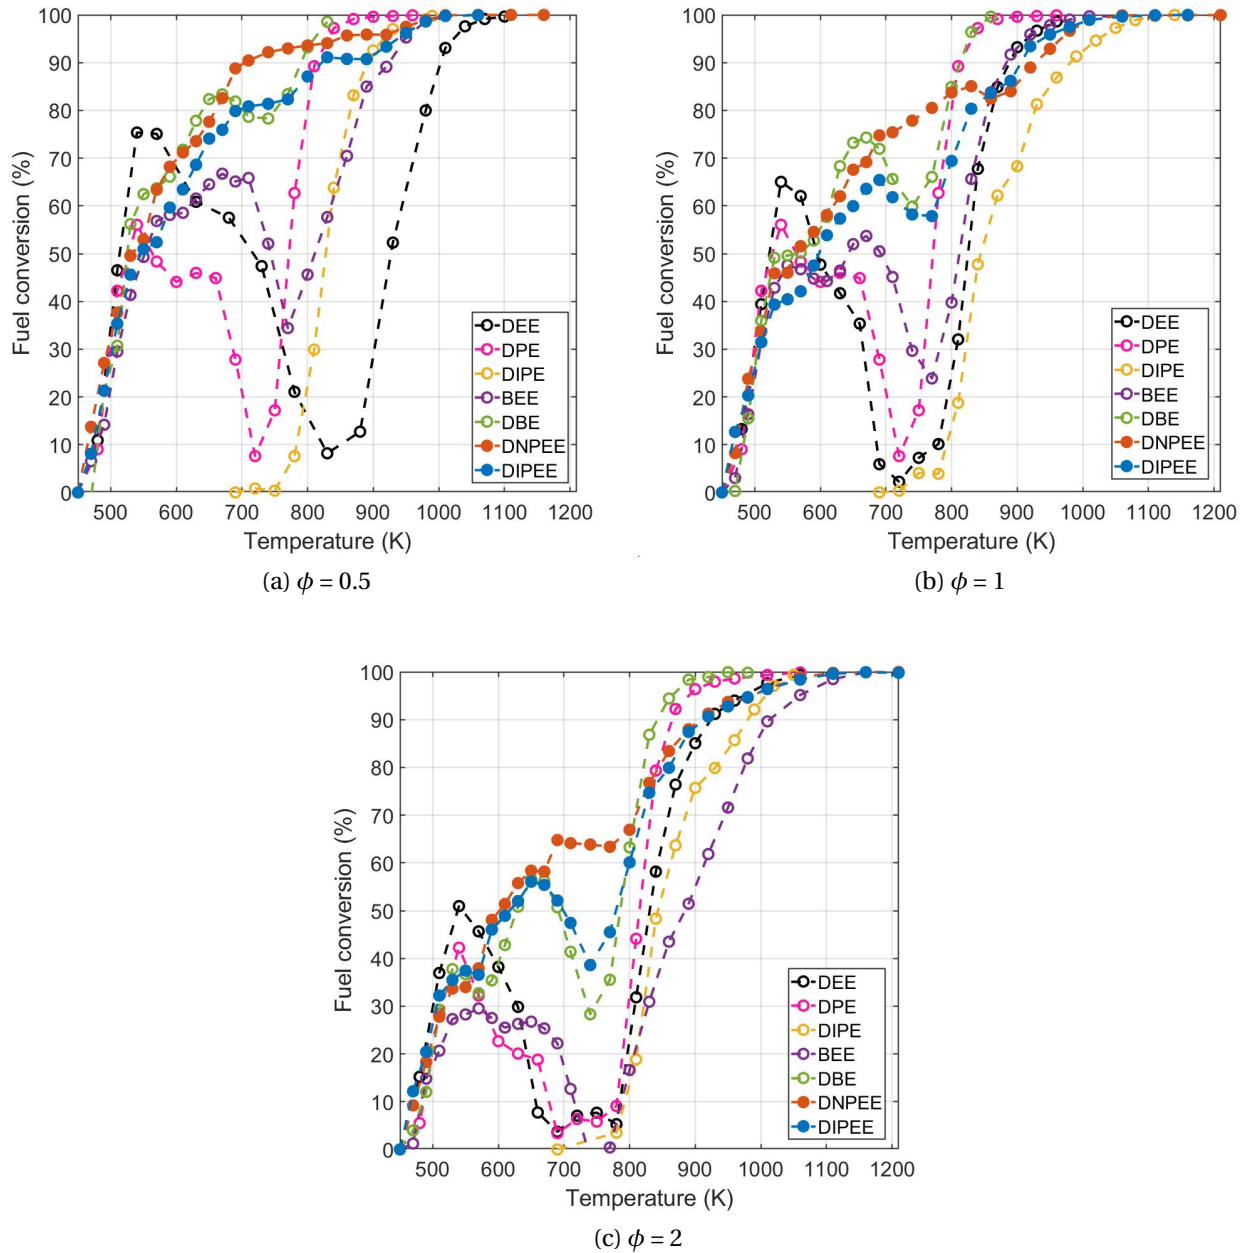 100
90
80
70
60
50
40
30
20
10
0
Fuel conversion (%)
500 600 700 800 900 1000 1100 1200
Temperature (K)
DEE
DPE
DIPE
BEE
DBE
DNPEE
DIPEE
(a) ϕ = 0.5
100
90
80
70
60
50
40
30
20
10
0
Fuel conversion (%)
500 600 700 800 900 1000 1100 1200
Temperature (K)
DEE
DPE
DIPE
BEE
DBE
DNPEE
DIPEE
(b) ϕ = 1
100
90
80
70
60
50
40
30
20
10
0
Fuel conversion (%)
500 600 700 800 900 1000 1100 1200
Temperature (K)
DEE
DPE
DIPE
BEE
DBE
DNPEE
DIPEE
(c) ϕ = 2